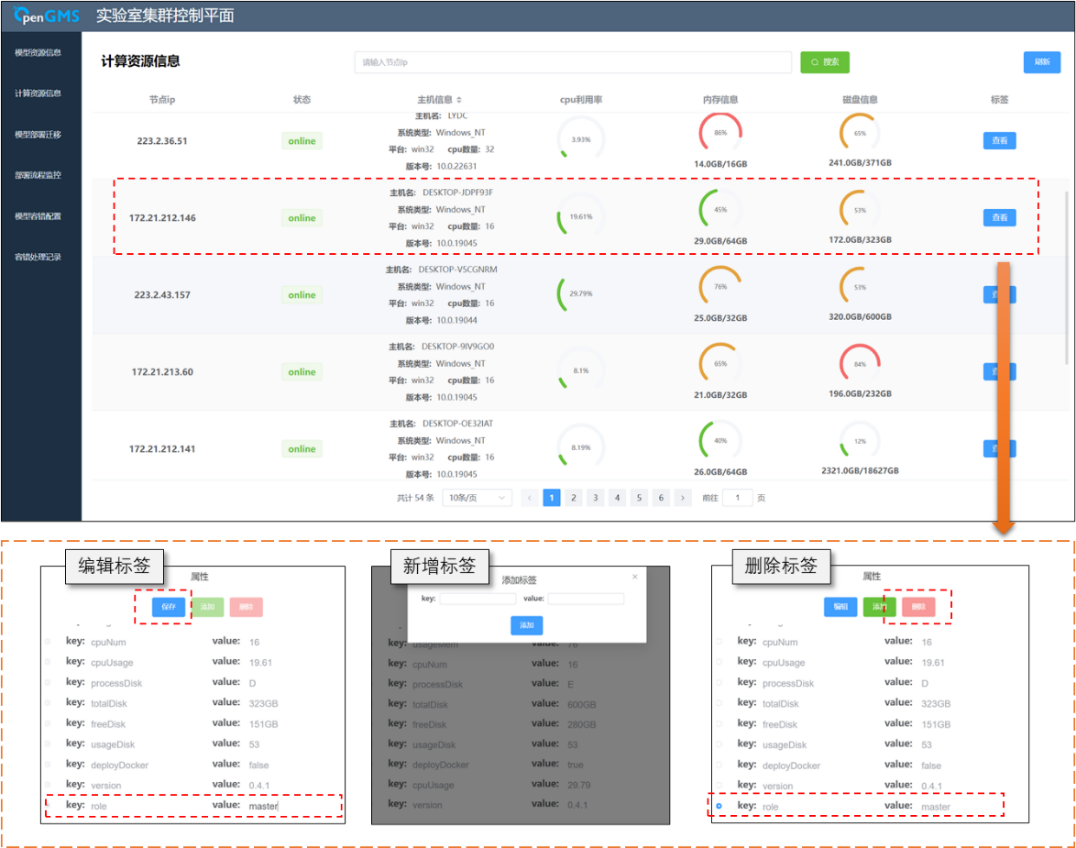 OpenGMS 实验室集群控制平面
模型资源信息
计算资源信息
模型部署迁移
部署流程监控
模型容错配置
容错处理记录
计算资源信息 请输入节点ip 搜索 刷新
节点ip 状态 主机信息 cpu利用率 内存信息 磁盘信息 标签
主机名: LYDC
223.2.36.51 online 系统类型: Windows_NT 3.93% 86% 65% 查看
平台: win32 cpu数量: 32
版本号: 10.0.22631 14.0GB/16GB 241.0GB/371GB
主机名: DESKTOP-JDPF93F
172.21.212.146 online 系统类型: Windows_NT 19.61% 45% 53% 查看
平台: win32 cpu数量: 16
版本号: 10.0.19045 29.0GB/64GB 172.0GB/323GB
主机名: DESKTOP-V5CGNRM
223.2.43.157 online 系统类型: Windows_NT 29.79% 76% 53%
平台: win32 cpu数量: 16
版本号: 10.0.19044 25.0GB/32GB 320.0GB/600GB
主机名: DESKTOP-9IV9GO0
172.21.213.60 online 系统类型: Windows_NT 8.1% 65% 84%
平台: win32 cpu数量: 16
版本号: 10.0.19045 21.0GB/32GB 196.0GB/232GB
主机名: DESKTOP-OE32IAT
172.21.212.141 online 系统类型: Windows_NT 8.19% 40% 12%
平台: win32 cpu数量: 16
版本号: 10.0.19045 26.0GB/64GB 2321.0GB/18627GB
共计 54 条 10条/页 < 1 2 3 4 5 6 > 前往 1 页
编辑标签
属性
保存 添加 删除
key: cpuNum value: 16
key: cpuUsage value: 19.61
key: processDisk value: D
key: totalDisk value: 323GB
key: freeDisk value: 151GB
key: usageDisk value: 53
key: deployDocker value: false
key: version value: 0.4.1
key: role value: master
新增标签
添加标签 ×
key: value:
添加
key: usageMem value: 76
key: cpuNum value: 16
key: processDisk value: E
key: totalDisk value: 600GB
key: freeDisk value: 280GB
key: usageDisk value: 53
key: deployDocker value: true
key: cpuUsage value: 29.79
key: version value: 0.4.1
删除标签
属性
编辑 添加 删除
key: cpuNum value: 16
key: cpuUsage value: 19.61
key: processDisk value: D
key: totalDisk value: 323GB
key: freeDisk value: 151GB
key: usageDisk value: 53
key: deployDocker value: false
key: version value: 0.4.1
key: role value: master